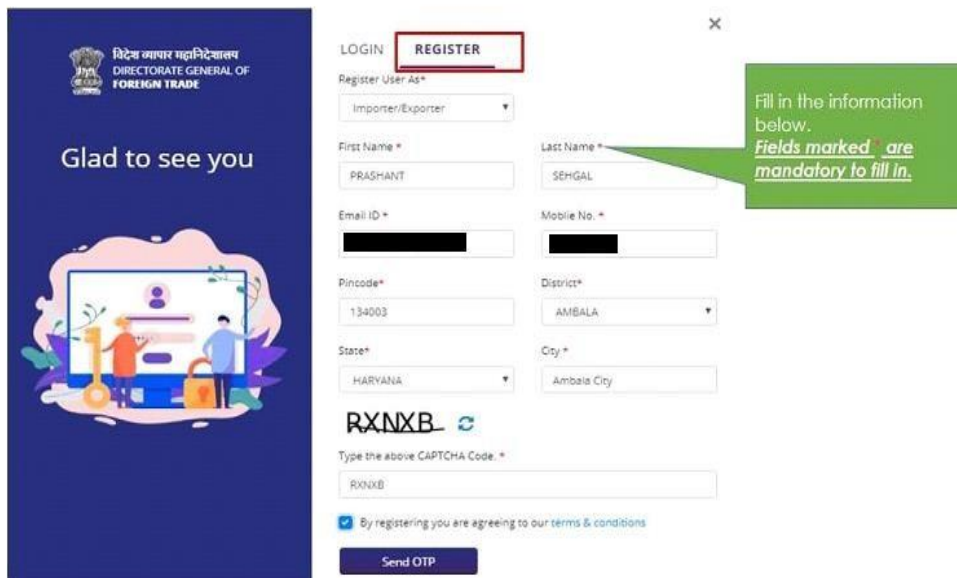 विदेश व्यापार महानिदेशालय
DIRECTORATE GENERAL OF
FOREIGN TRADE
Glad to see you
×
LOGIN REGISTER
Register User As*
Importer/Exporter
First Name *
Last Name *
PRASHANT
SEHGAL
Email ID *
Moblie No. *
Pincode*
District*
134003
AMBALA
State*
City *
HARYANA
Ambala City
RXNXB
Type the above CAPTCHA Code. *
RXNXB
By registering you are agreeing to our terms & conditions
Send OTP
Fill in the information
below.
Fields marked * are
mandatory to fill in.